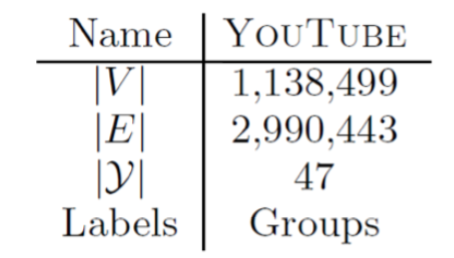 Name YOUTUBE
|V| 1,138,499
|E| 2,990,443
|𝒴| 47
Labels Groups